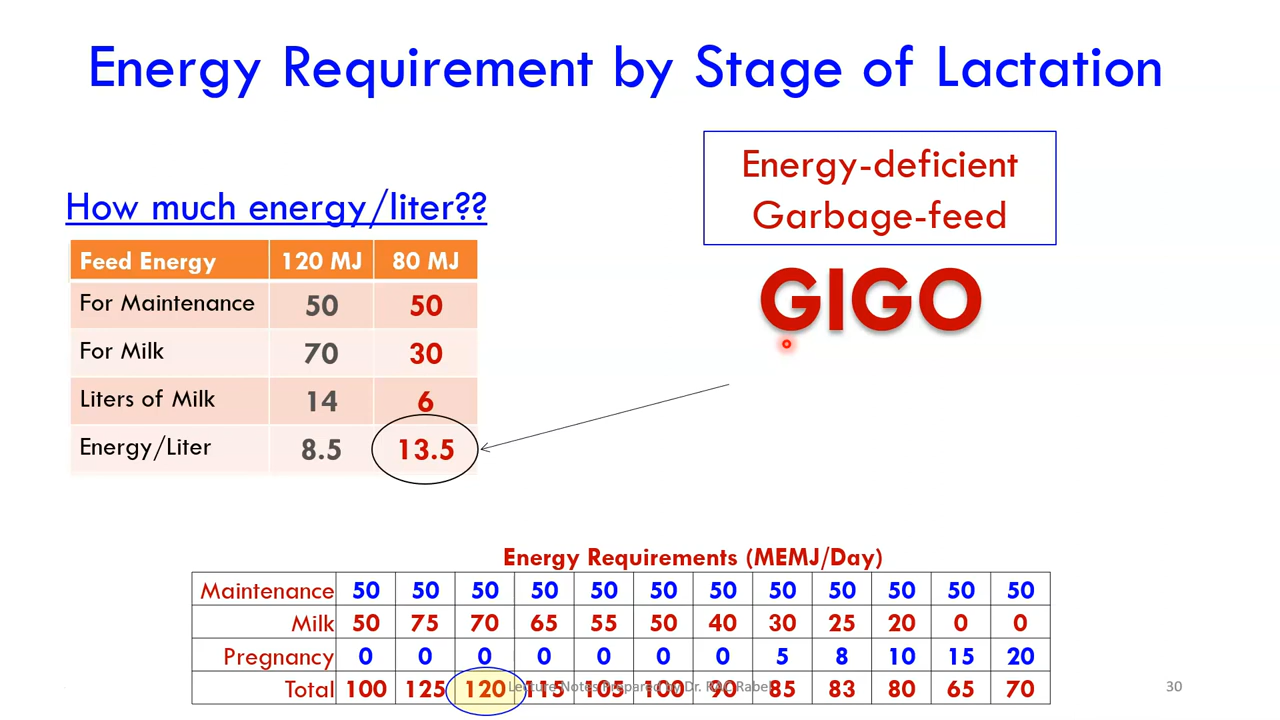 Energy Requirement by Stage of Lactation
Energy-deficient
Garbage-feed
GIGO
How much energy/liter??
Feed Energy 120 MJ 80 MJ
For Maintenance 50 50
For Milk 70 30
Liters of Milk 14 6
Energy/Liter 8.5 13.5
Energy Requirements (MEMJ/Day)
Maintenance 50 50 50 50 50 50 50 50 50 50 50 50
Milk 50 75 70 65 55 50 40 30 25 20 0 0
Pregnancy 0 0 0 0 0 0 0 5 8 10 15 20
Total 100 125 120 115 105 100 90 85 83 80 65 70
Lecture Notes Prepared by Dr. Rabel
30